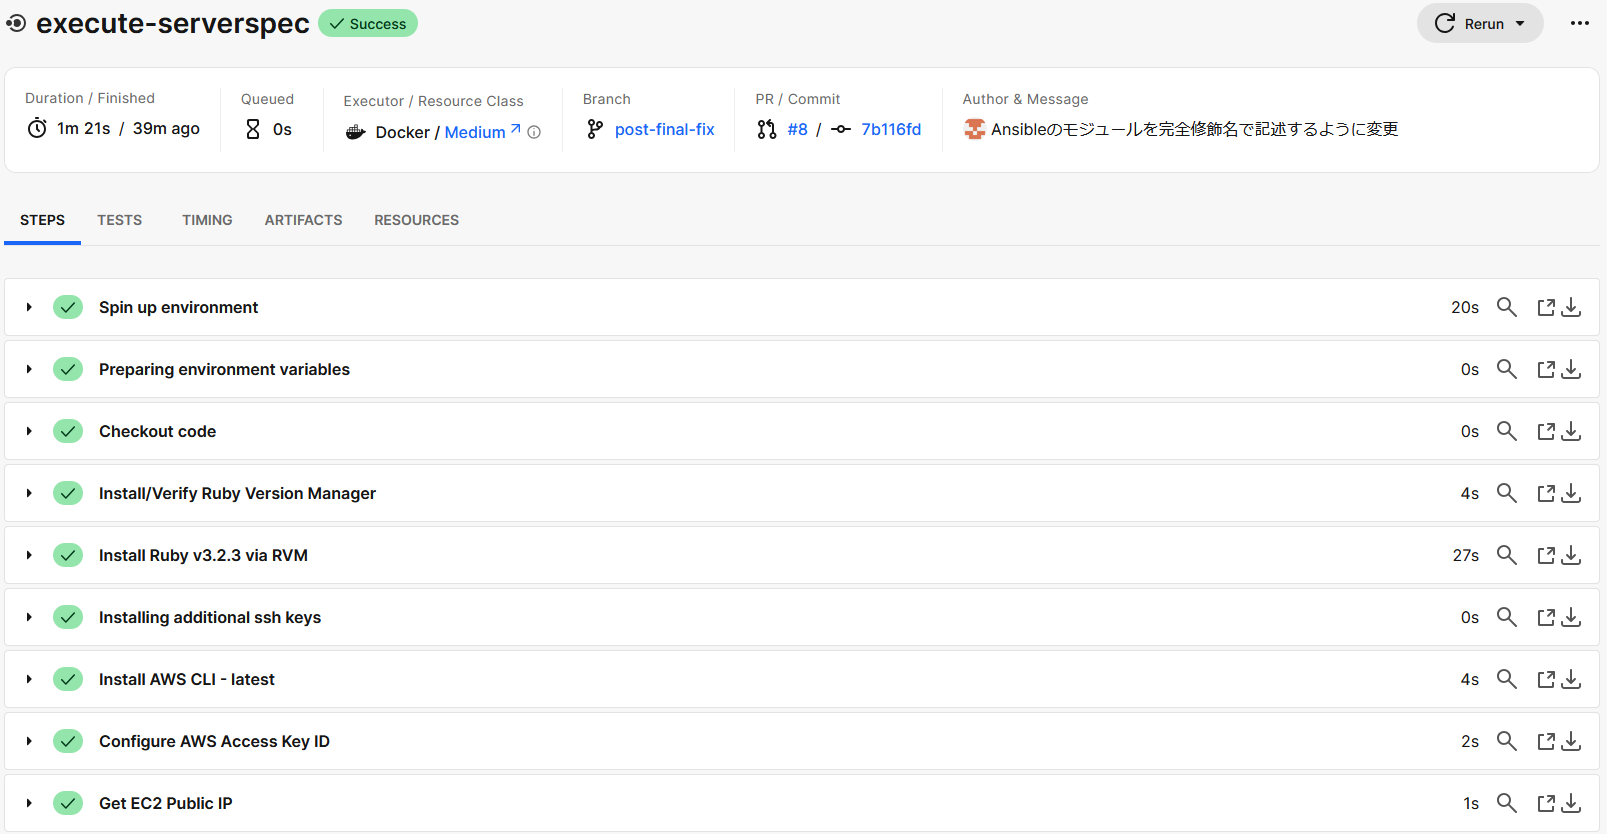 execute-serverspec Success Rerun
Duration / Finished
1m 21s / 39m ago
Queued
0s
Executor / Resource Class
Docker / Medium
Branch
post-final-fix
PR / Commit
#8 / 7b116fd
Author & Message
Ansibleのモジュールを完全修飾名で記述するように変更
STEPS TESTS TIMING ARTIFACTS RESOURCES
Spin up environment 20s
Preparing environment variables 0s
Checkout code 0s
Install/Verify Ruby Version Manager 4s
Install Ruby v3.2.3 via RVM 27s
Installing additional ssh keys 0s
Install AWS CLI - latest 4s
Configure AWS Access Key ID 2s
Get EC2 Public IP 1s